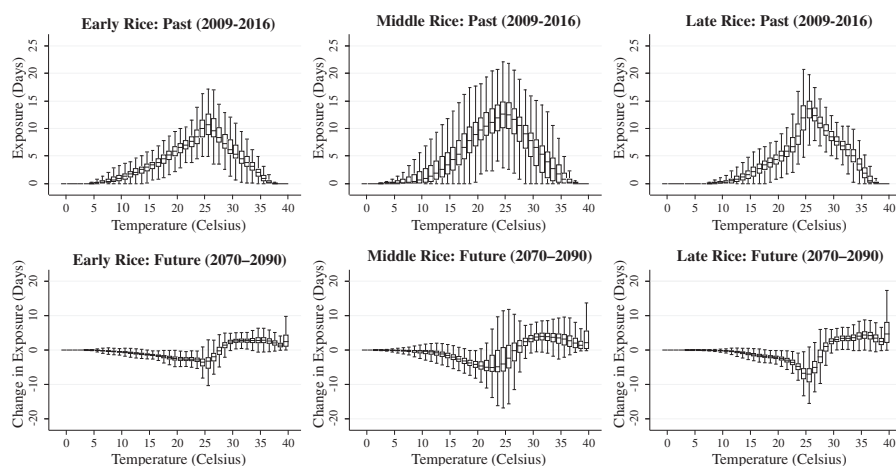 Early Rice: Past (2009-2016)
Exposure (Days)
0 5 10 15 20 25
0 5 10 15 20 25 30 35 40
Temperature (Celsius)
Middle Rice: Past (2009-2016)
Exposure (Days)
0 5 10 15 20 25
0 5 10 15 20 25 30 35 40
Temperature (Celsius)
Late Rice: Past (2009-2016)
Exposure (Days)
0 5 10 15 20 25
0 5 10 15 20 25 30 35 40
Temperature (Celsius)
Early Rice: Future (2070–2090)
Change in Exposure (Days)
-20 -10 0 10 20
0 5 10 15 20 25 30 35 40
Temperature (Celsius)
Middle Rice: Future (2070–2090)
Change in Exposure (Days)
-20 -10 0 10 20
0 5 10 15 20 25 30 35 40
Temperature (Celsius)
Late Rice: Future (2070–2090)
Change in Exposure (Days)
-20 -10 0 10 20
0 5 10 15 20 25 30 35 40
Temperature (Celsius)